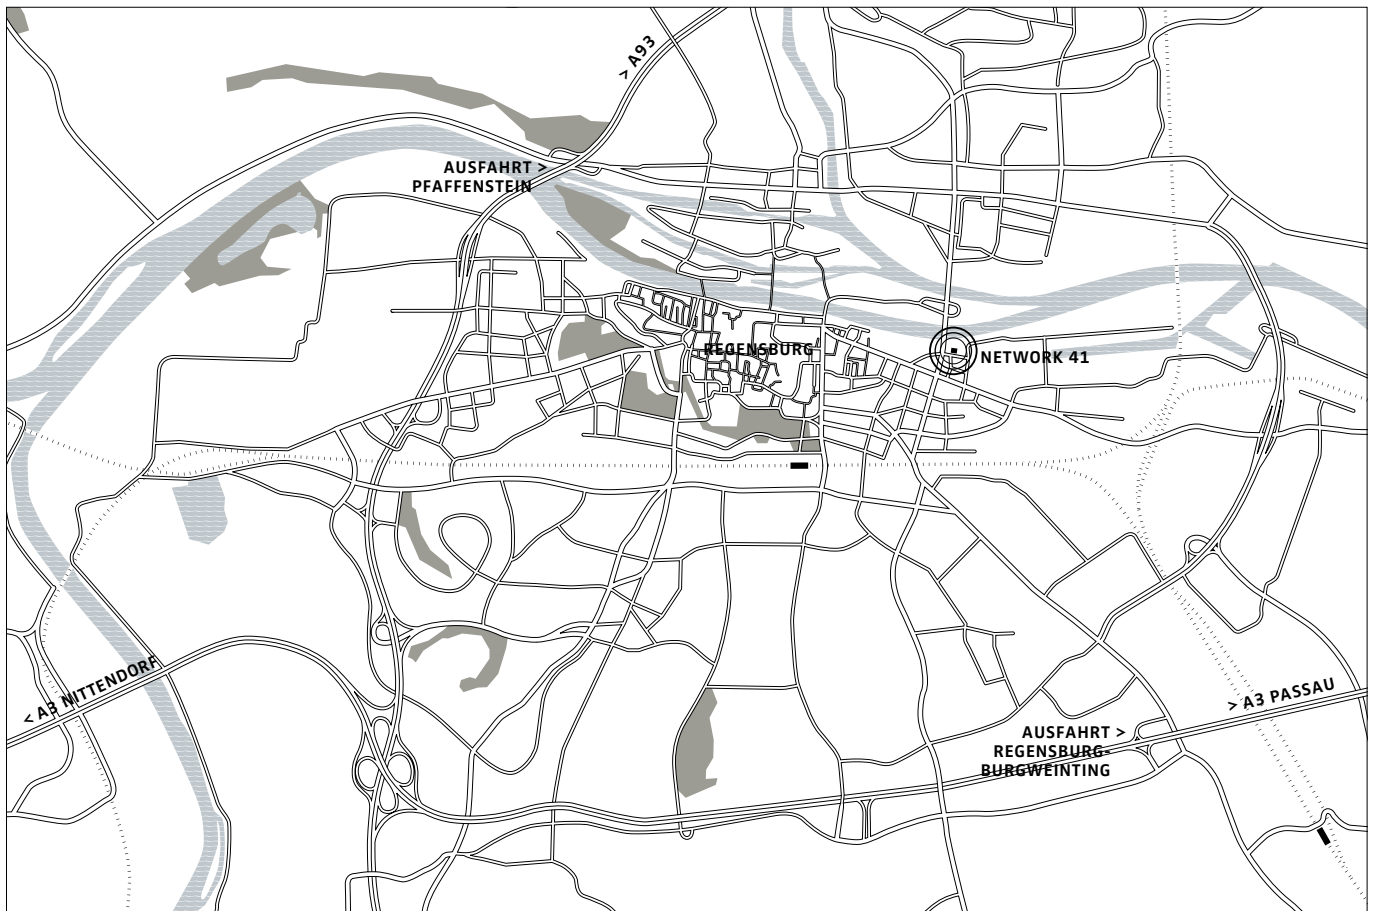 > A93
AUSFAHRT >
PFAFFENSTEIN
REGENSBURG
NETWORK 41
< A3 NITTENDORF
> A3 PASSAU
AUSFAHRT >
REGENSBURG-
BURGWEINTING